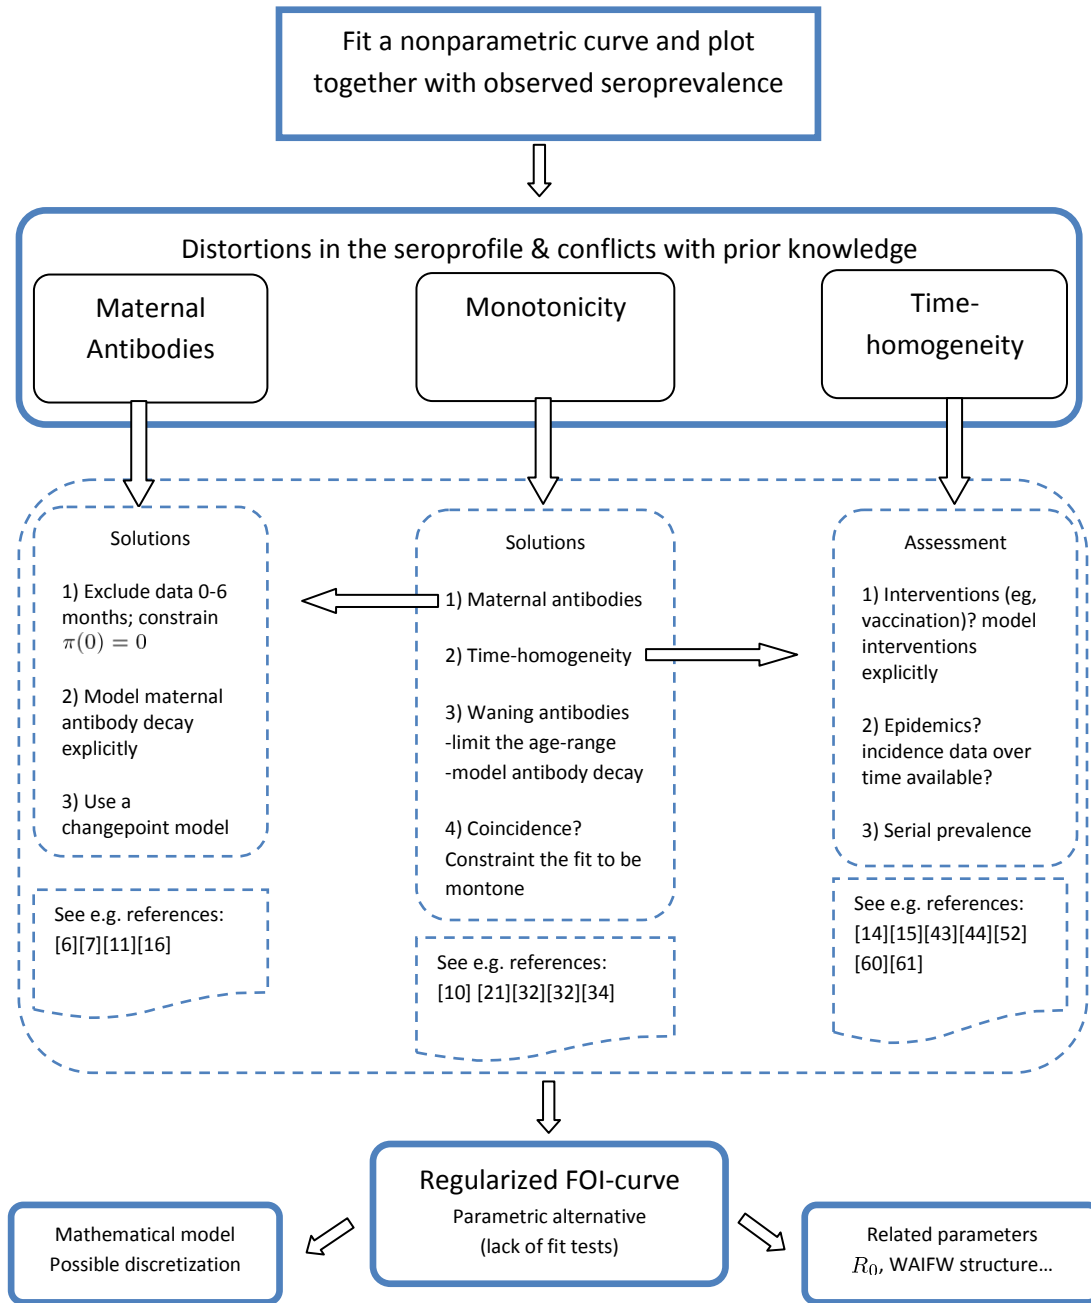 Fit a nonparametric curve and plot
together with observed seroprevalence
Distortions in the seroprofile & conflicts with prior knowledge
Maternal
Antibodies
Monotonicity
Time-
homogeneity
Solutions
1) Exclude data 0-6
months; constrain
π(0) = 0
2) Model maternal
antibody decay
explicitly
3) Use a
changepoint model
See e.g. references:
[6][7][11][16]
Solutions
1) Maternal antibodies
2) Time-homogeneity
3) Waning antibodies
-limit the age-range
-model antibody decay
4) Coincidence?
Constraint the fit to be
montone
See e.g. references:
[10] [21][32][32][34]
Assessment
1) Interventions (eg,
vaccination)? model
interventions
explicitly
2) Epidemics?
incidence data over
time available?
3) Serial prevalence
See e.g. references:
[14][15][43][44][52]
[60][61]
Regularized FOI-curve
Parametric alternative
(lack of fit tests)
Mathematical model
Possible discretization
Related parameters
R₀, WAIFW structure...